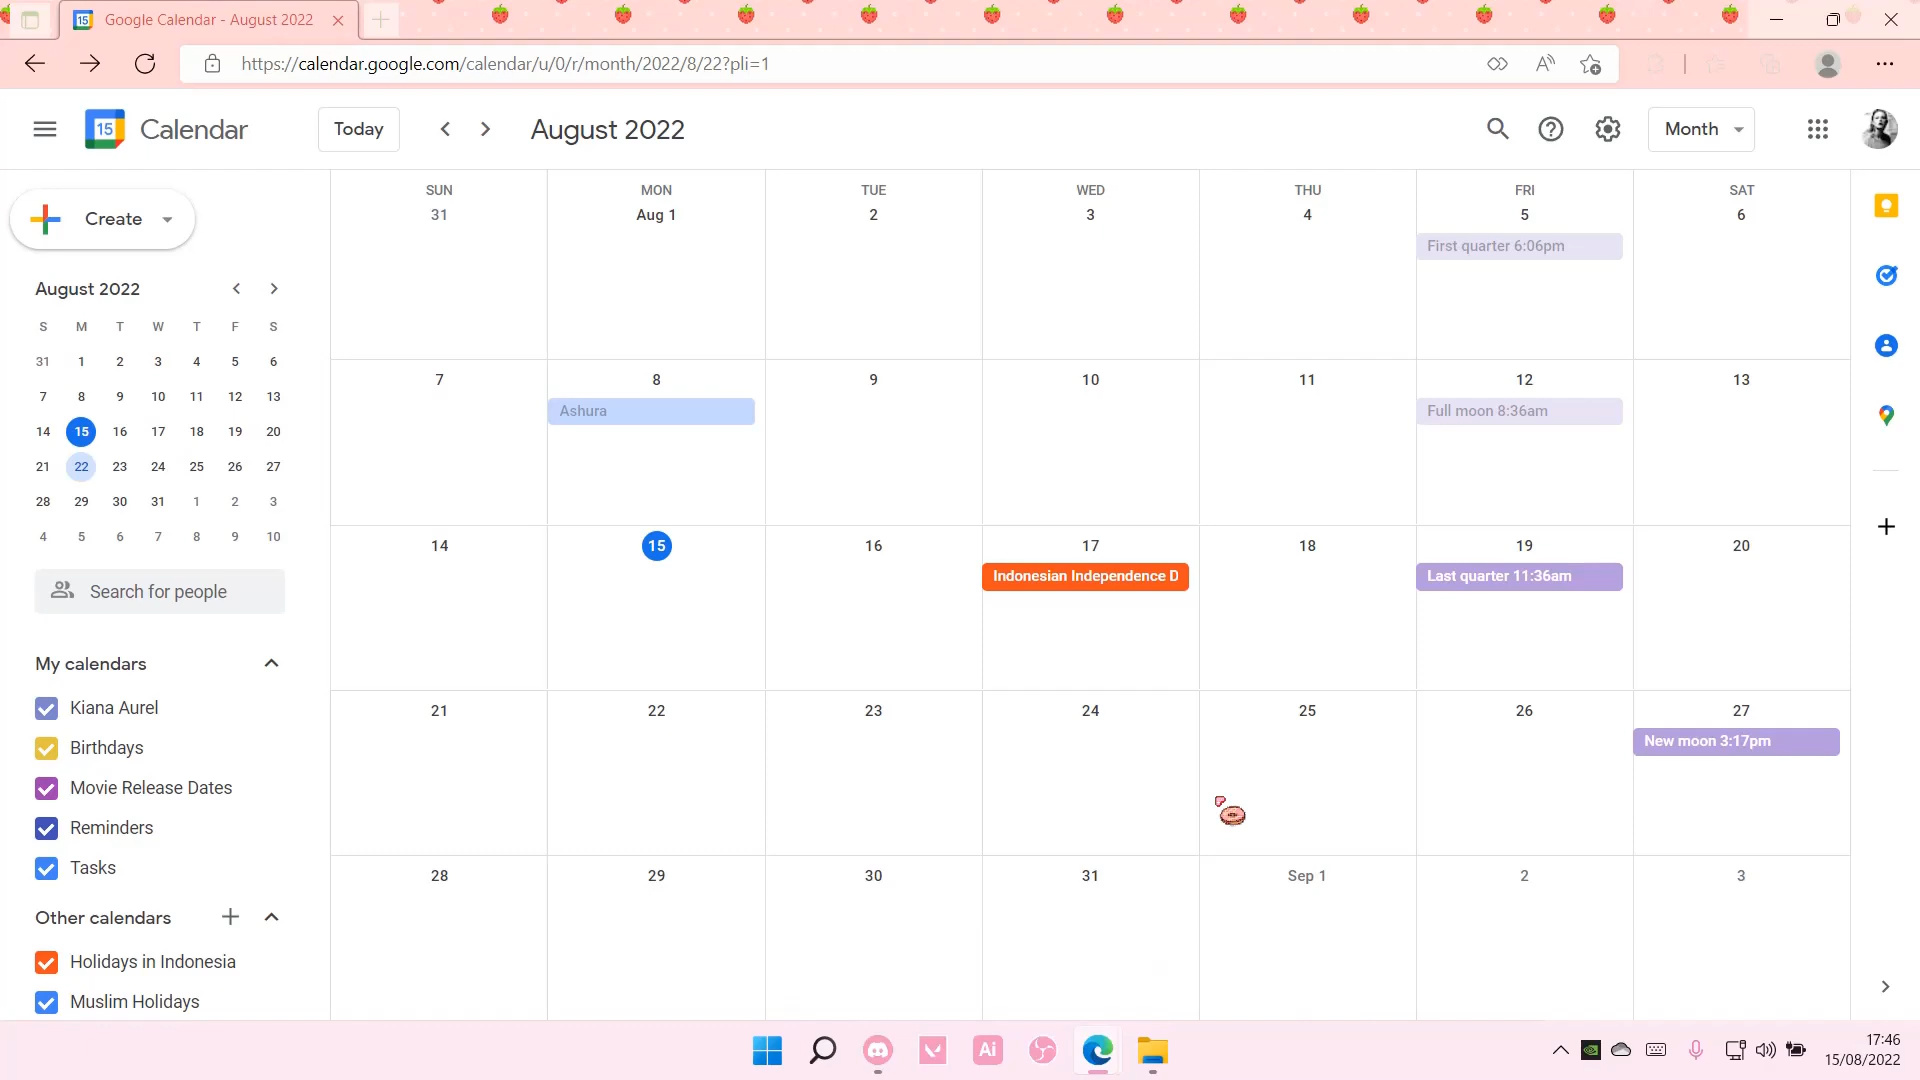 Google Calendar - August 2022
https://calendar.google.com/calendar/u/0/r/month/2022/8/22?pli=1
15 Calendar
Today
August 2022
Month
Create
August 2022
S M T W T F S
31 1 2 3 4 5 6
7 8 9 10 11 12 13
14 15 16 17 18 19 20
21 22 23 24 25 26 27
28 29 30 31 1 2 3
4 5 6 7 8 9 10
Search for people
My calendars
Kiana Aurel
Birthdays
Movie Release Dates
Reminders
Tasks
Other calendars
Holidays in Indonesia
Muslim Holidays
SUN MON TUE WED THU FRI SAT
31 Aug 1 2 3 4 5 6
First quarter 6:06pm
7 8 9 10 11 12 13
Ashura Full moon 8:36am
14 15 16 17 18 19 20
Indonesian Independence D Last quarter 11:36am
21 22 23 24 25 26 27
New moon 3:17pm
28 29 30 31 Sep 1 2 3
Ai
17:46
15/08/2022